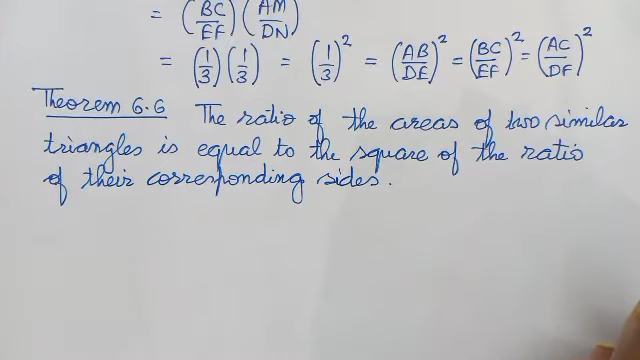 = (BC/EF) (AM/DN)
= (1/3) (1/3) = (1/3)² = (AB/DE)² = (BC/EF)² = (AC/DF)²
Theorem 6.6 The ratio of the areas of two similar
triangles is equal to the square of the ratio
of their corresponding sides.